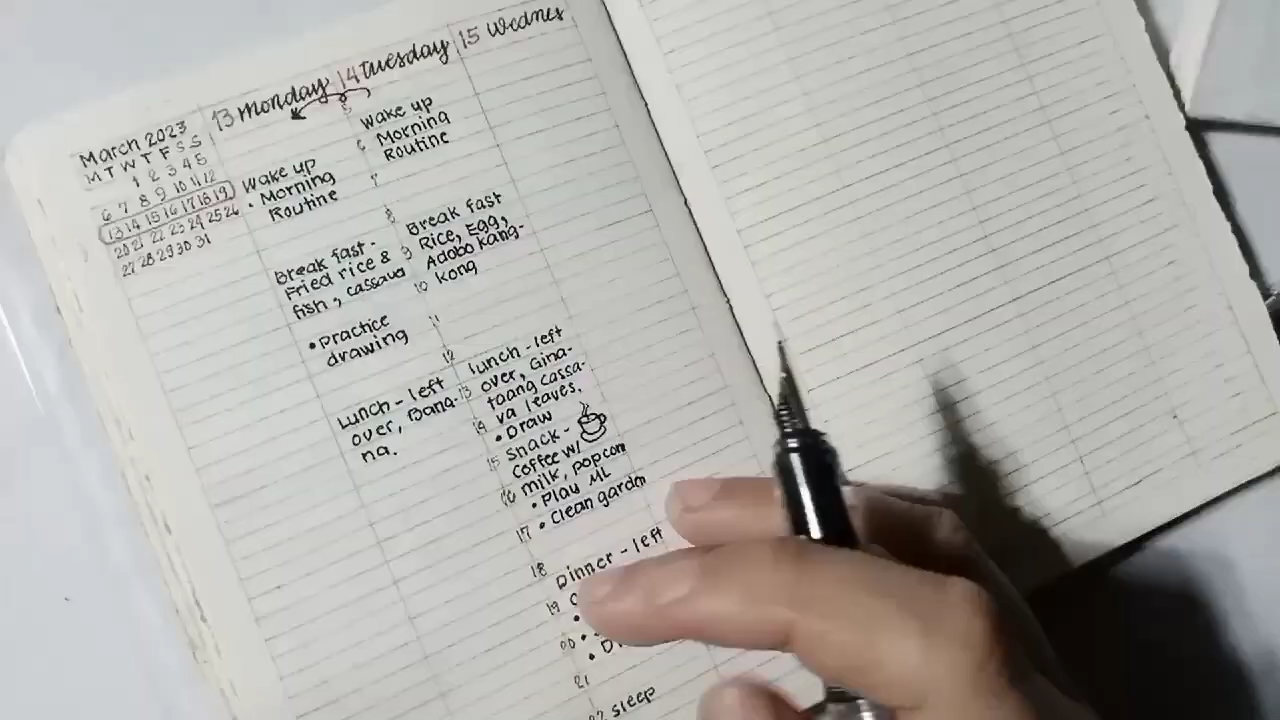 March 2023
M T W T F S S
1 2 3 4 5
6 7 8 9 10 11 12
13 14 15 16 17 18 19
20 21 22 23 24 25 26
27 28 29 30 31
13 Monday
Wake up
• Morning
Routine
Break fast -
Fried rice &
fish, cassava
• Practice
drawing
Lunch - left
over, Bana-
na.
5
6
7
8
9
10
11
12
13
14
15
16
17
18
19
20
21
22
14 Tuesday
Wake up
• Morning
Routine
Break fast
Rice, Egg,
Adobo kang-
kong
Lunch - left
over, Gina-
taang cassa-
va leaves.
• Draw
Snack -
Coffee w/
milk, popcorn
• Play ML
• Clean garden
Dinner - left
sleep
15 Wednes